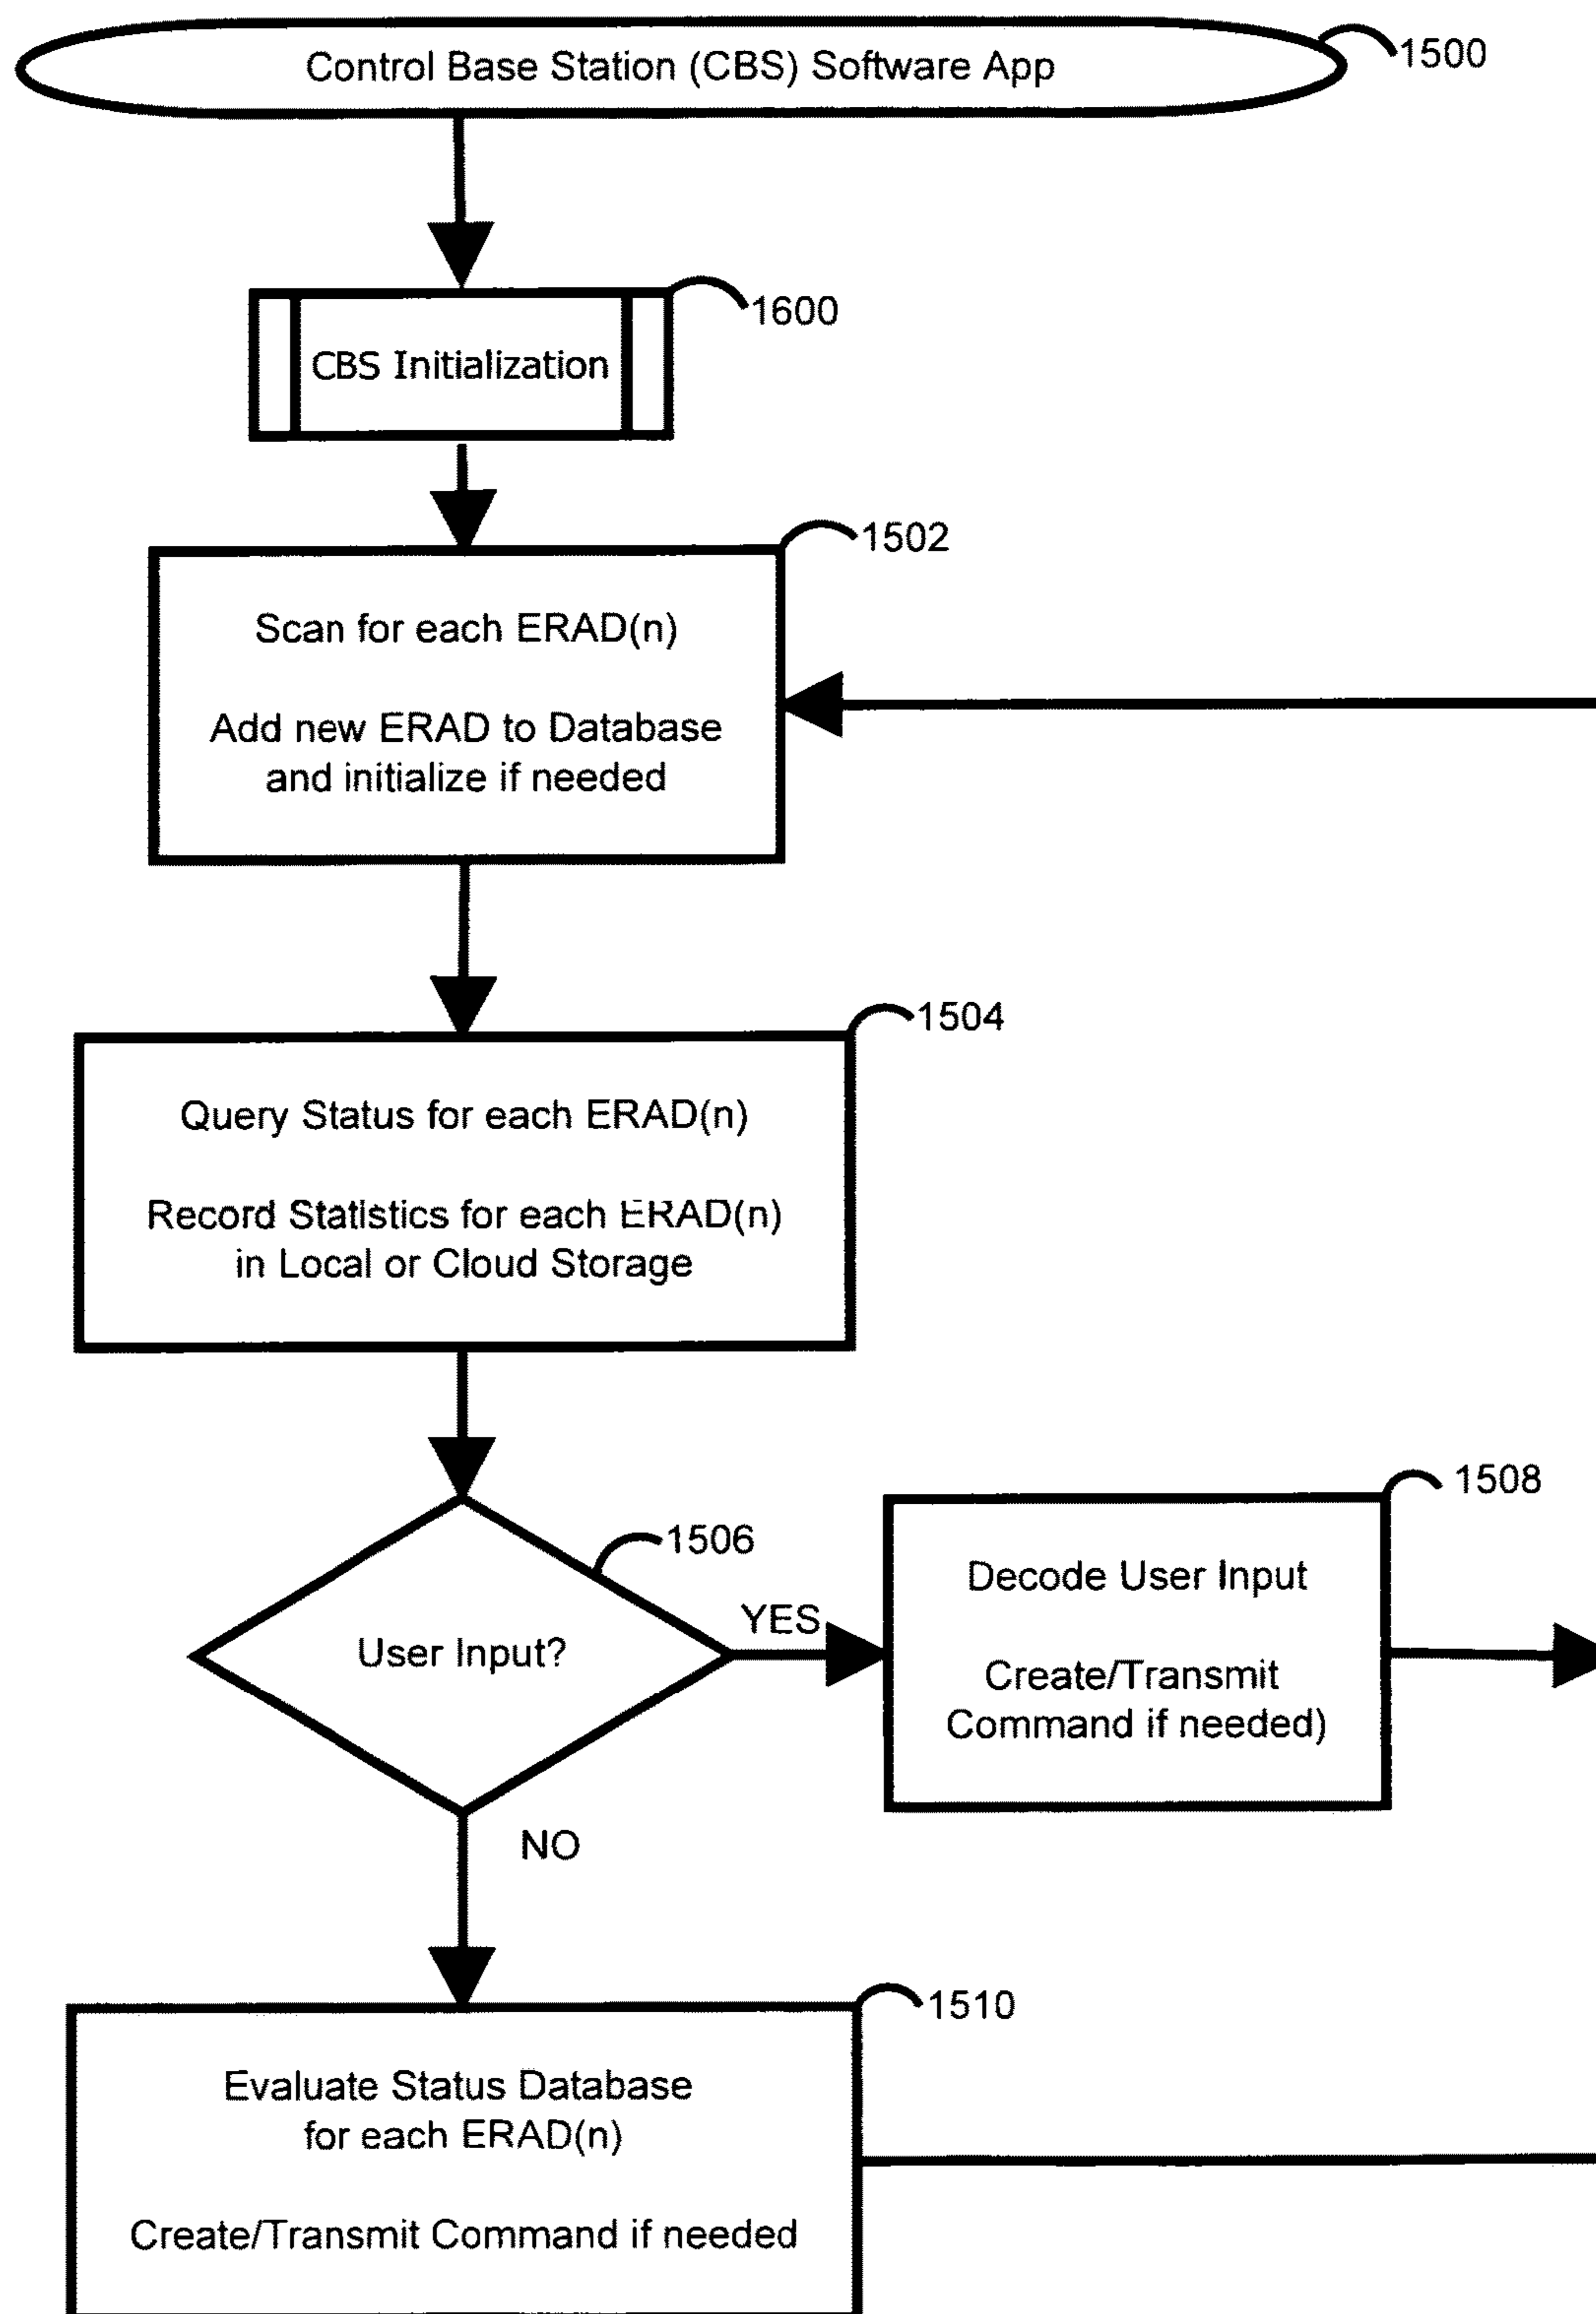 Control Base Station (CBS) Software App
1500
1600
CBS Initialization
1502
Scan for each ERAD(n)
Add new ERAD to Database
and initialize if needed
1504
Query Status for each ERAD(n)
Record Statistics for each ERAD(n)
in Local or Cloud Storage
1506
User Input?
YES
NO
1508
Decode User Input
Create/Transmit
Command if needed)
1510
Evaluate Status Database
for each ERAD(n)
Create/Transmit Command if needed